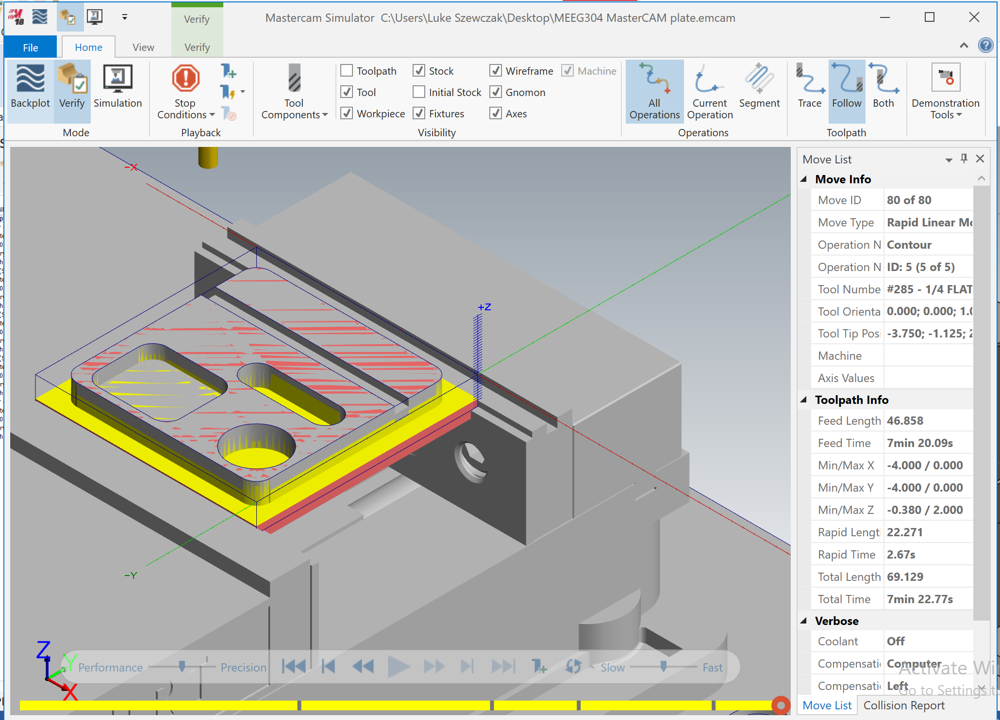 18
Verify
Mastercam Simulator C:\Users\Luke Szewczak\Desktop\MEEG304 MasterCAM plate.emcam
File
Home
View
Verify
Backplot
Verify
Simulation
Mode
Stop Conditions
Playback
Tool Components
Toolpath
Stock
Wireframe
Machine
Tool
Initial Stock
Gnomon
Workpiece
Fixtures
Axes
Visibility
All Operations
Current Operation
Segment
Operations
Trace
Follow
Both
Toolpath
Demonstration Tools
-X
+Z
-Y
Z
Y
X
Performance
Precision
Slow
Fast
Move List
Move Info
Move ID 80 of 80
Move Type Rapid Linear Mo
Operation N Contour
Operation N ID: 5 (5 of 5)
Tool Numbe #285 - 1/4 FLAT
Tool Orienta 0.000; 0.000; 1.0
Tool Tip Posi -3.750; -1.125; 2
Machine
Axis Values
Toolpath Info
Feed Length 46.858
Feed Time 7min 20.09s
Min/Max X -4.000 / 0.000
Min/Max Y -4.000 / 0.000
Min/Max Z -0.380 / 2.000
Rapid Lengt 22.271
Rapid Time 2.67s
Total Length 69.129
Total Time 7min 22.77s
Verbose
Coolant Off
Compensati Computer
Compensati Left
Activate Wi
Go to Settings t
Move List
Collision Report